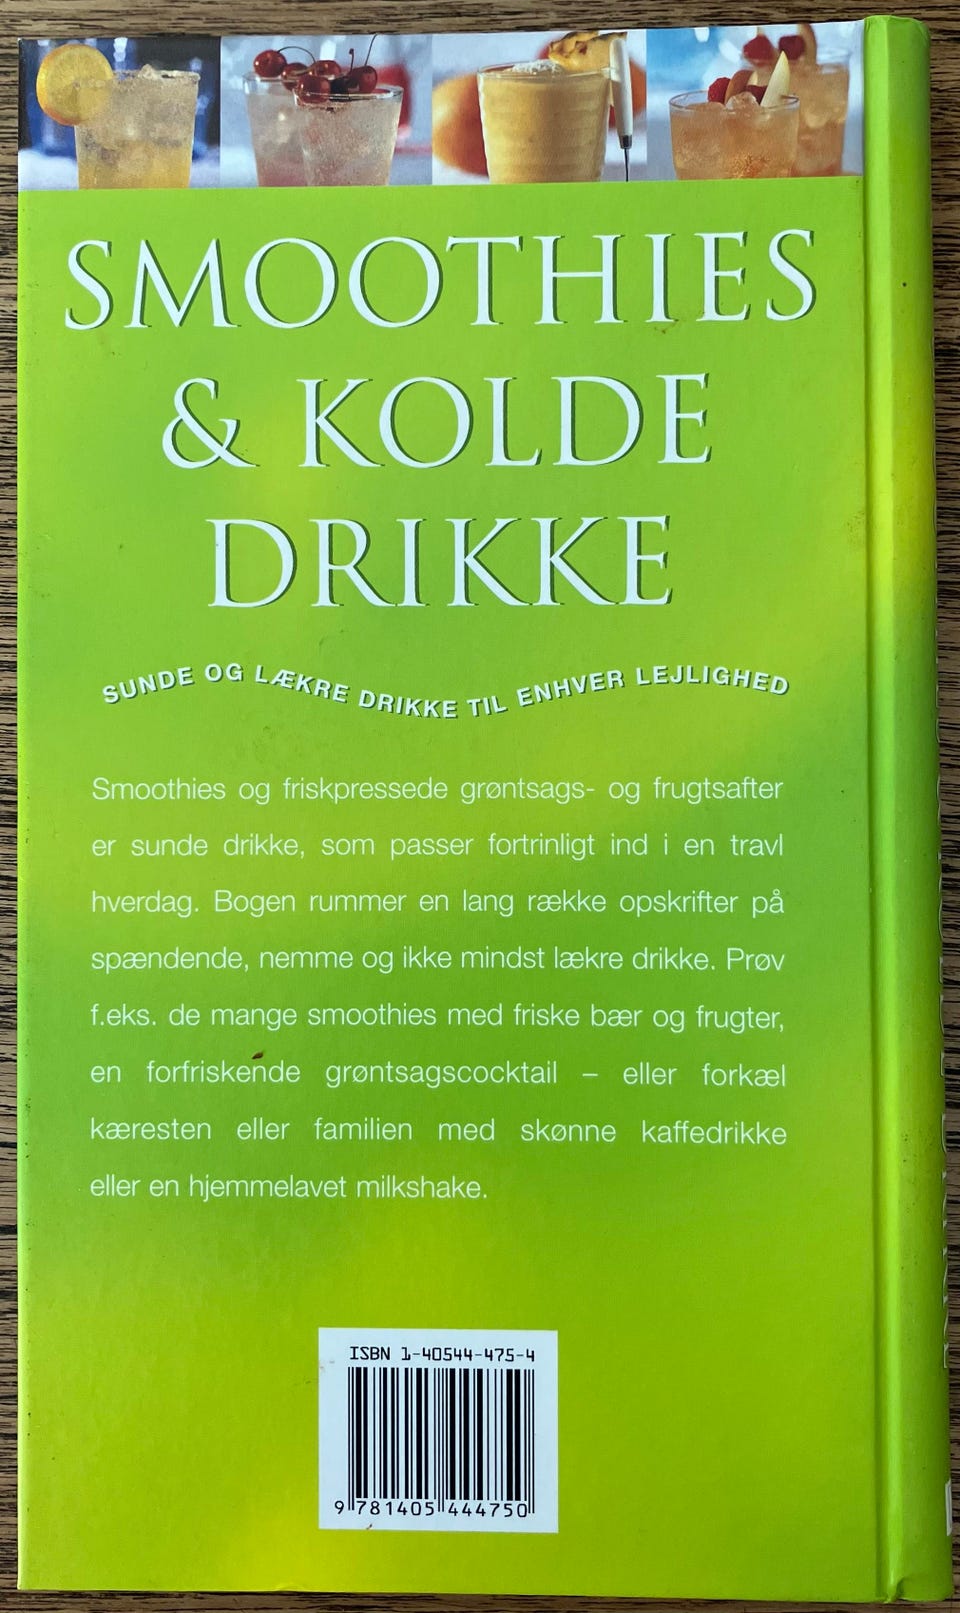 SMOOTHIES
& KOLDE
DRIKKE
SUNDE OG LÆKRE DRIKKE TIL ENHVER LEJLIGHED
Smoothies og friskpressede grøntsags- og frugtsafter
er sunde drikke, som passer fortrinligt ind i en travl
hverdag. Bogen rummer en lang række opskrifter på
spændende, nemme og ikke mindst lækre drikke. Prøv
f.eks. de mange smoothies med friske bær og frugter,
en forfriskende grøntsagscocktail – eller forkæl
kæresten eller familien med skønne kaffedrikke
eller en hjemmelavet milkshake.
ISBN 1-40544-475-4
9 781405 444750